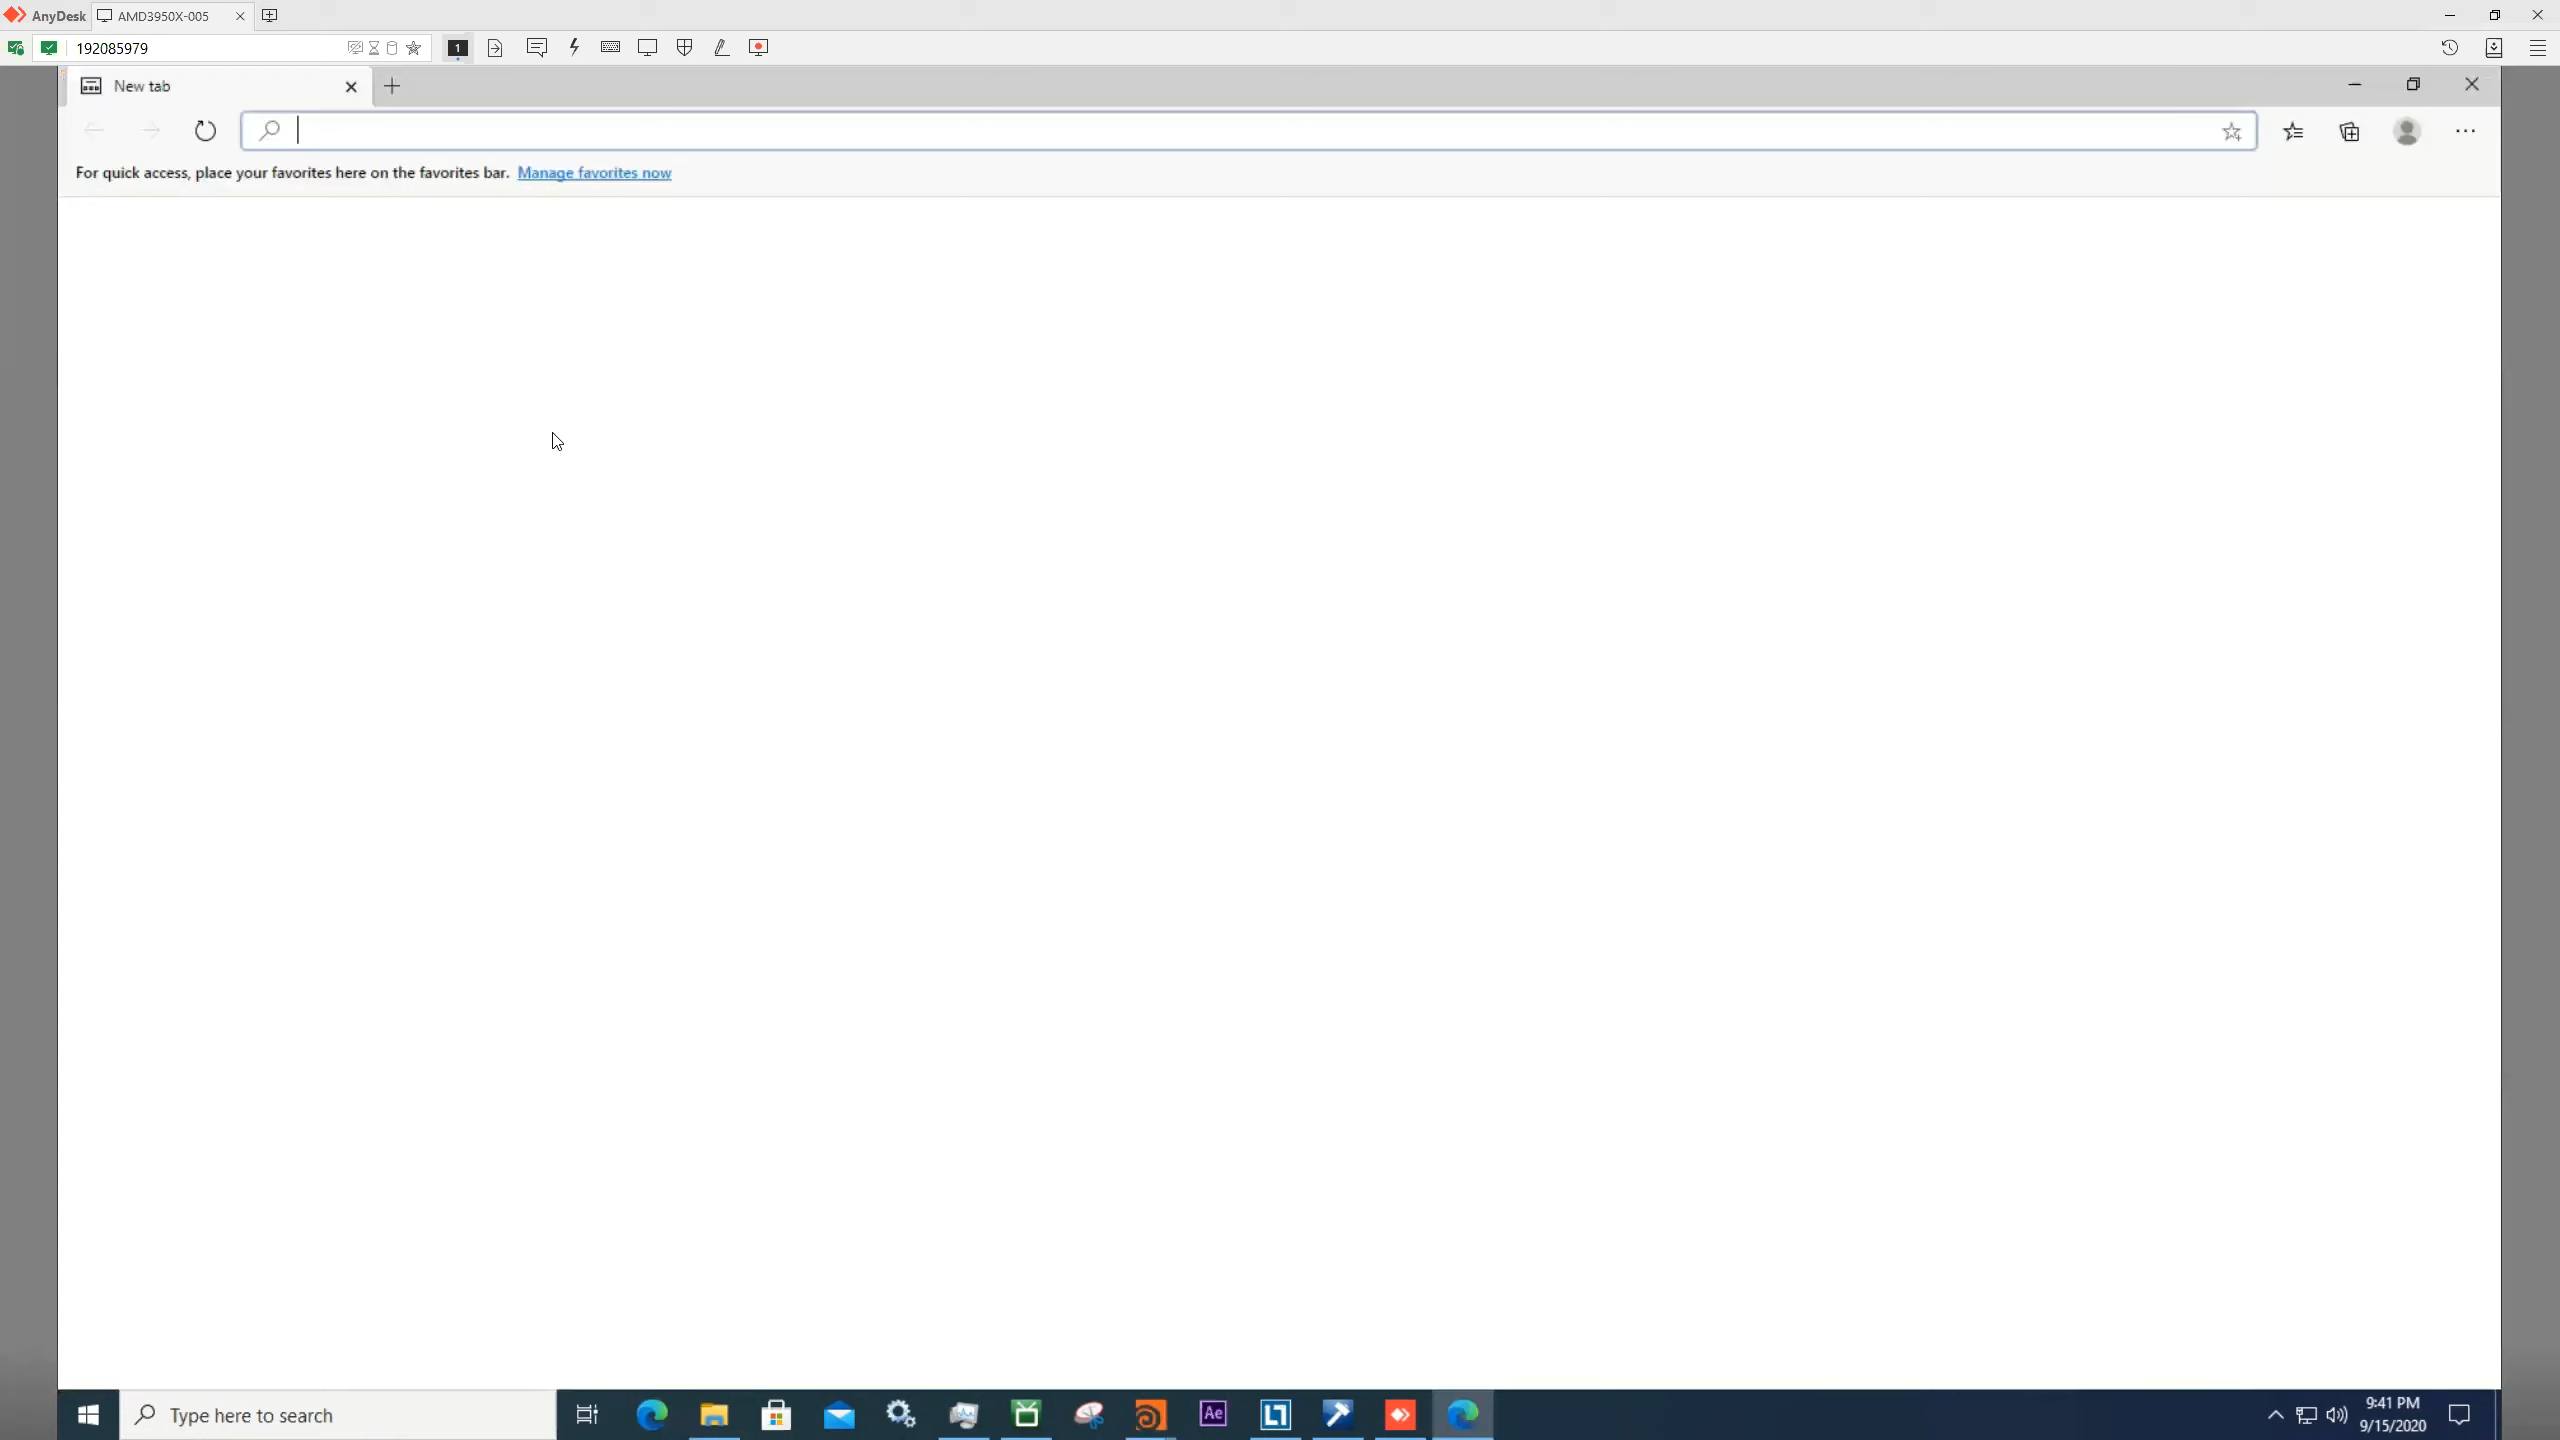 AnyDesk
AMD3950X-005
192085979
1
New tab
For quick access, place your favorites here on the favorites bar. Manage favorites now
Type here to search
Ae
9:41 PM
9/15/2020